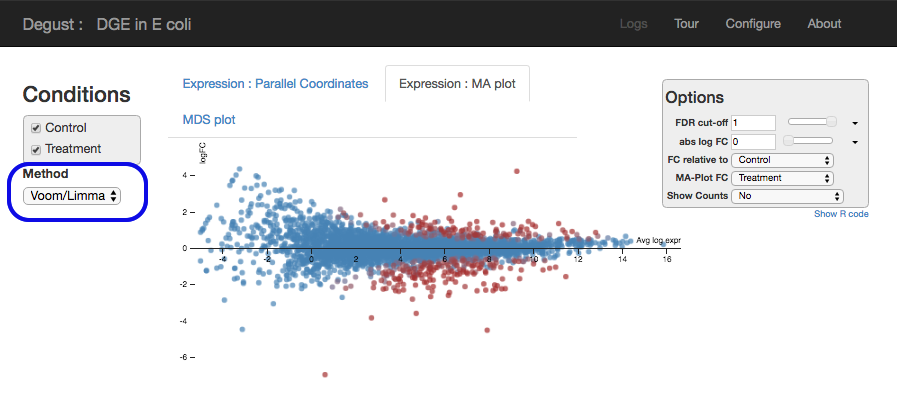 Degust : DGE in E coli
Logs Tour Configure About
Conditions
Control
Treatment
Method
Voom/Limma
Expression : Parallel Coordinates
Expression : MA plot
MDS plot
logFC
4
2
0
-2
-4
-6
-4 -2 0 2 4 6 8 10 12 14 16
Avg log expr
Options
FDR cut-off 1
abs log FC 0
FC relative to Control
MA-Plot FC Treatment
Show Counts No
Show R code